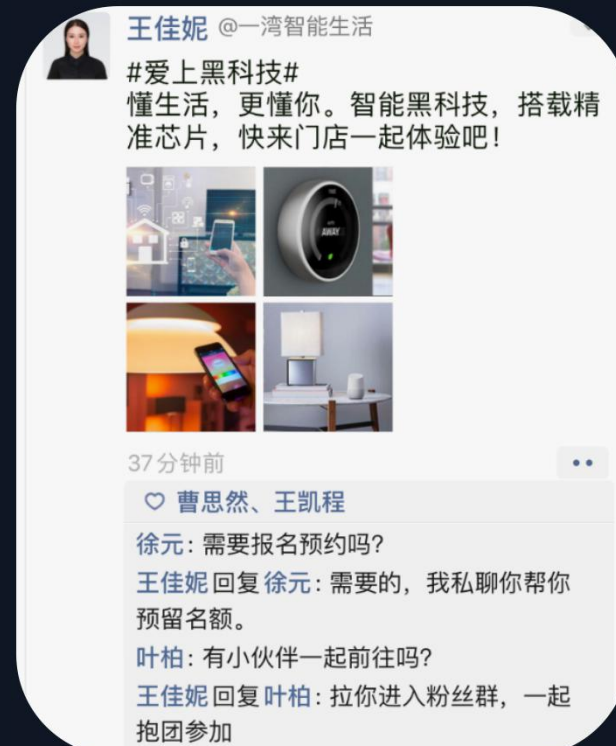 王佳妮 @一湾智能生活
#爱上黑科技#
懂生活，更懂你。智能黑科技，搭载精
准芯片，快来门店一起体验吧！
AWAY
37分钟前
曹思然、王凯程
徐元：需要报名预约吗？
王佳妮回复徐元：需要的，我私聊你帮你
预留名额。
叶柏：有小伙伴一起前往吗？
王佳妮回复叶柏：拉你进入粉丝群，一起
抱团参加